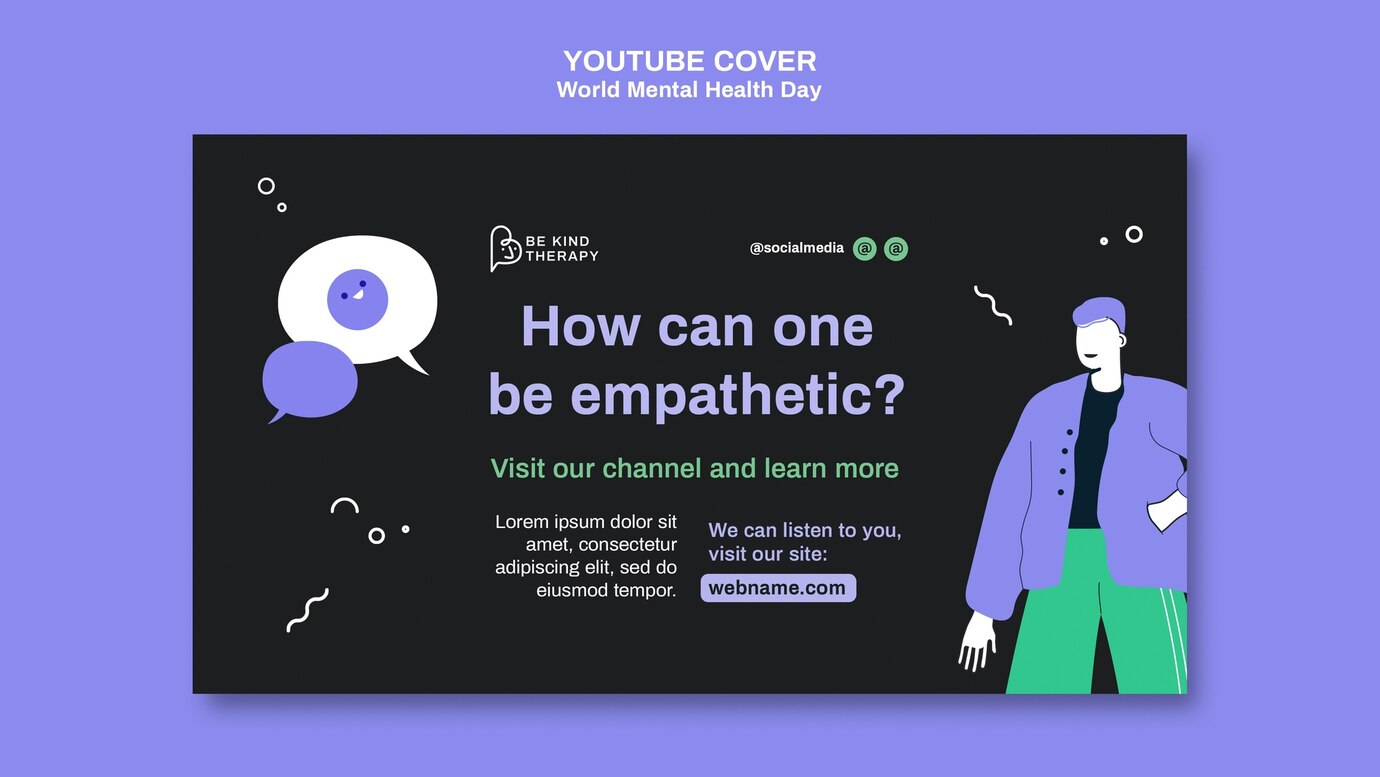 YOUTUBE COVER
World Mental Health Day
BE KIND
THERAPY
@socialmedia @ @
How can one
be empathetic?
Visit our channel and learn more
Lorem ipsum dolor sit
amet, consectetur
adipiscing elit, sed do
eiusmod tempor.
We can listen to you,
visit our site:
webname.com